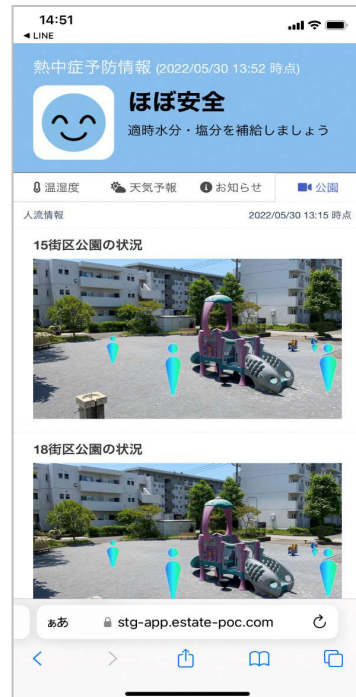 14:51
◀ LINE
熱中症予防情報 (2022/05/30 13:52 時点)
ほぼ安全
適時水分・塩分を補給しましょう
温湿度 天気予報 お知らせ 公園
人流情報 2022/05/30 13:15 時点
15街区公園の状況
18街区公園の状況
ぁあ stg-app.estate-poc.com